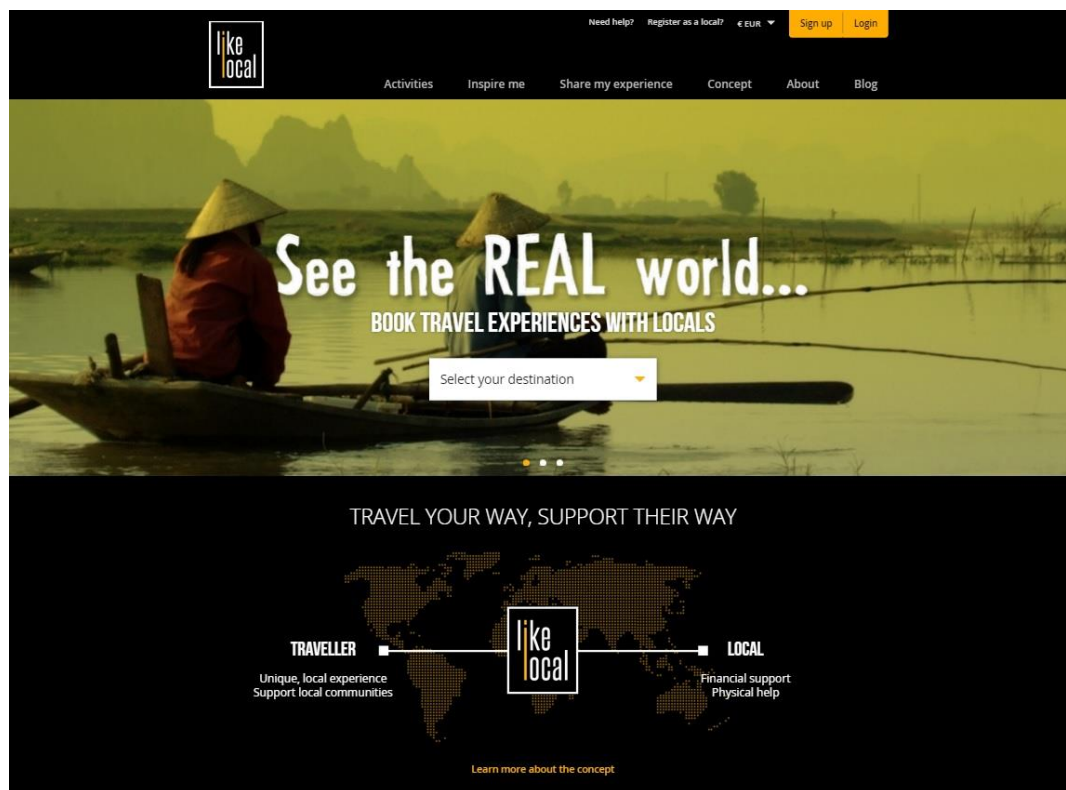 like
local
Need help? Register as a local? € EUR Sign up Login
Activities Inspire me Share my experience Concept About Blog
See the REAL world...
BOOK TRAVEL EXPERIENCES WITH LOCALS
Select your destination
TRAVEL YOUR WAY, SUPPORT THEIR WAY
like
local
TRAVELLER
Unique, local experience
Support local communities
LOCAL
Financial support
Physical help
Learn more about the concept